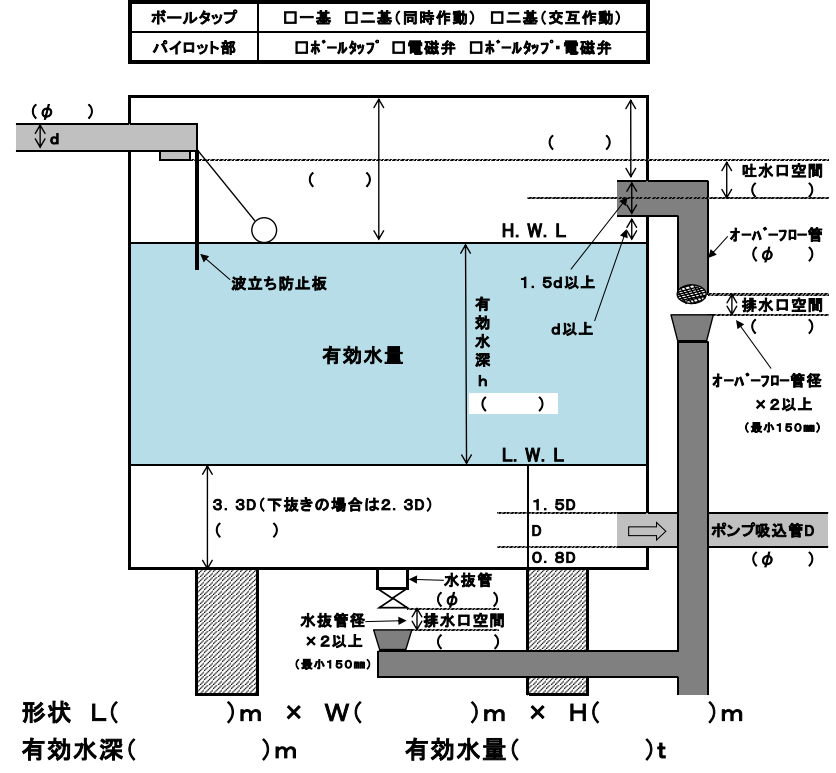 ボールタップ □一基 □二基(同時作動) □二基(交互作動)
パイロット部 □ボールタップ □電磁弁 □ボールタップ・電磁弁
(φ )
d
( )
( )
吐水口空間
( )
H.W.L
オーバーフロー管
(φ )
波立ち防止板
1.5d以上
d以上
排水口空間
( )
有効水深h
( )
有効水量
オーバーフロー管径
×2以上
(最小150㎜)
L.W.L
3.3D(下抜きの場合は2.3D)
( )
1.5D
D
0.8D
ポンプ吸込管D
(φ )
水抜管
(φ )
水抜管径
×2以上
(最小150㎜)
排水口空間
( )
形状 L( )m × W( )m × H( )m
有効水深( )m 有効水量( )t